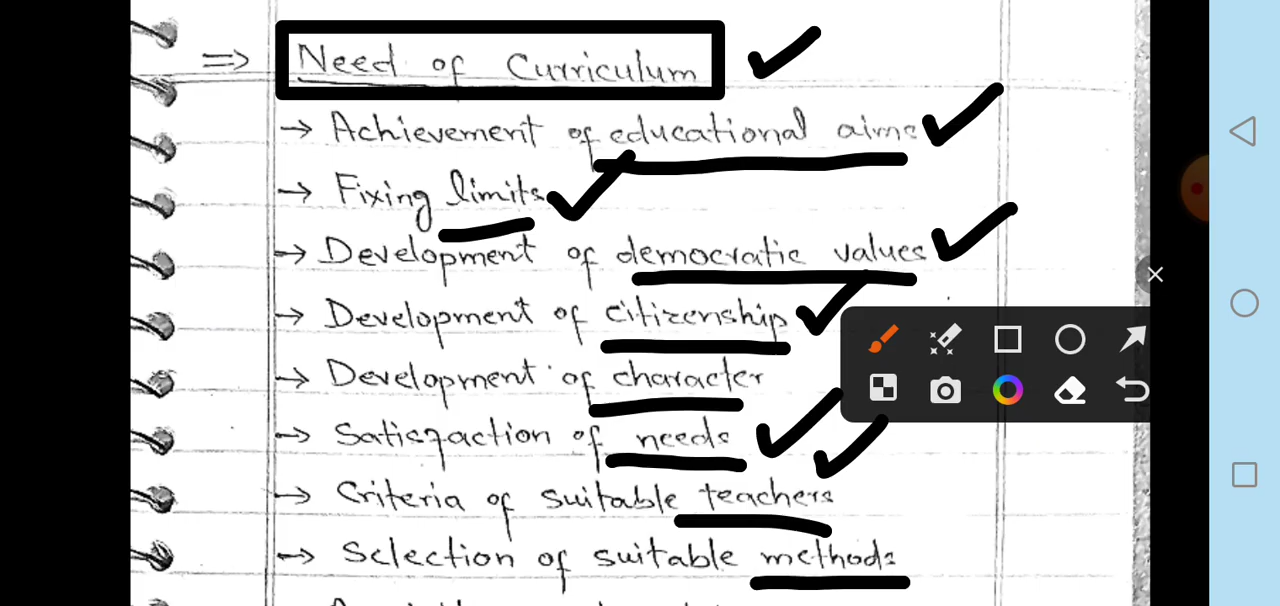 => Need of Curriculum
→ Achievement of educational aims
→ Fixing limits
→ Development of democratic values
→ Development of citizenship
→ Development of character
→ Satisfaction of needs
→ Criteria of suitable teachers
→ Selection of suitable methods